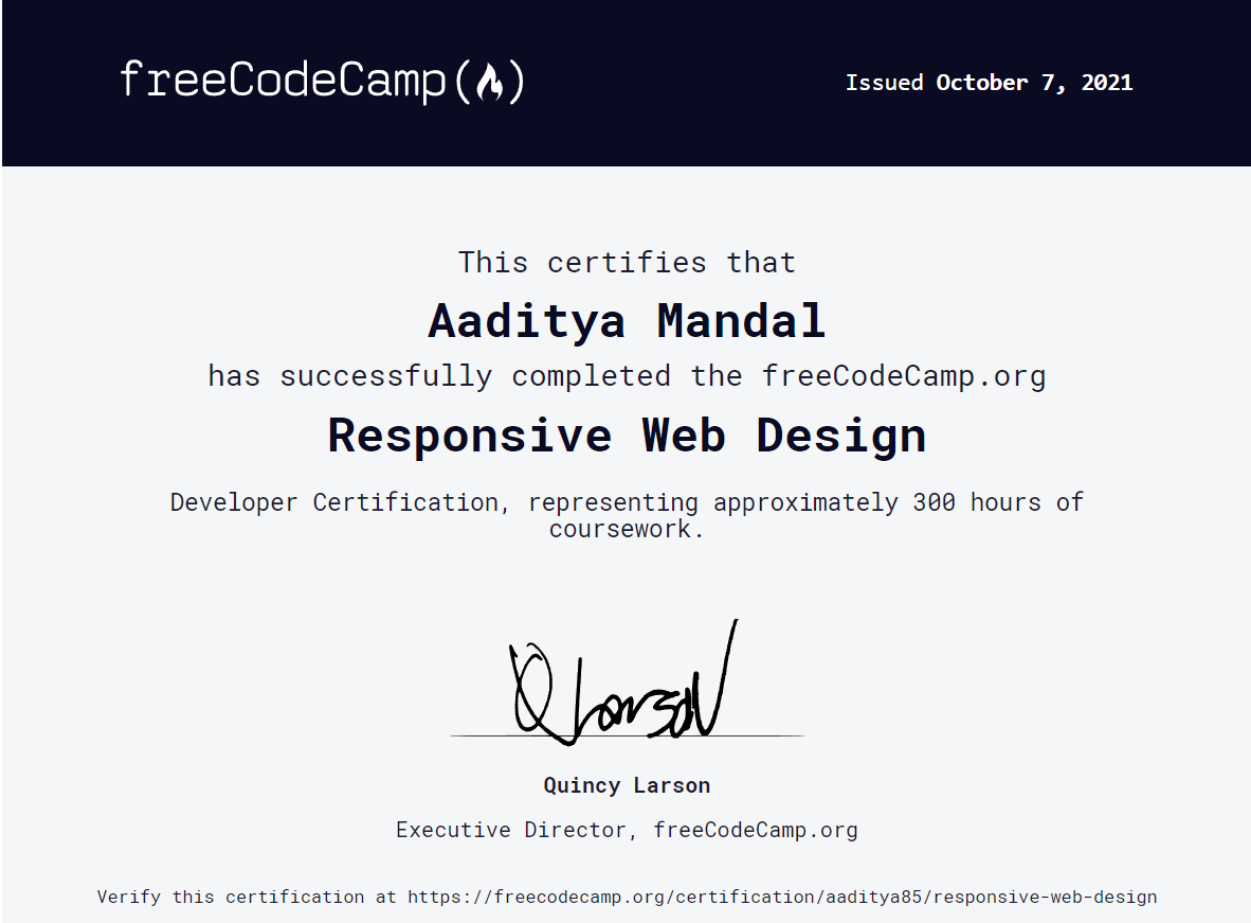 freeCodeCamp(🔥)
Issued October 7, 2021
This certifies that
Aaditya Mandal
has successfully completed the freeCodeCamp.org
Responsive Web Design
Developer Certification, representing approximately 300 hours of
coursework.
Q Larson
Quincy Larson
Executive Director, freeCodeCamp.org
Verify this certification at https://freecodecamp.org/certification/aaditya85/responsive-web-design